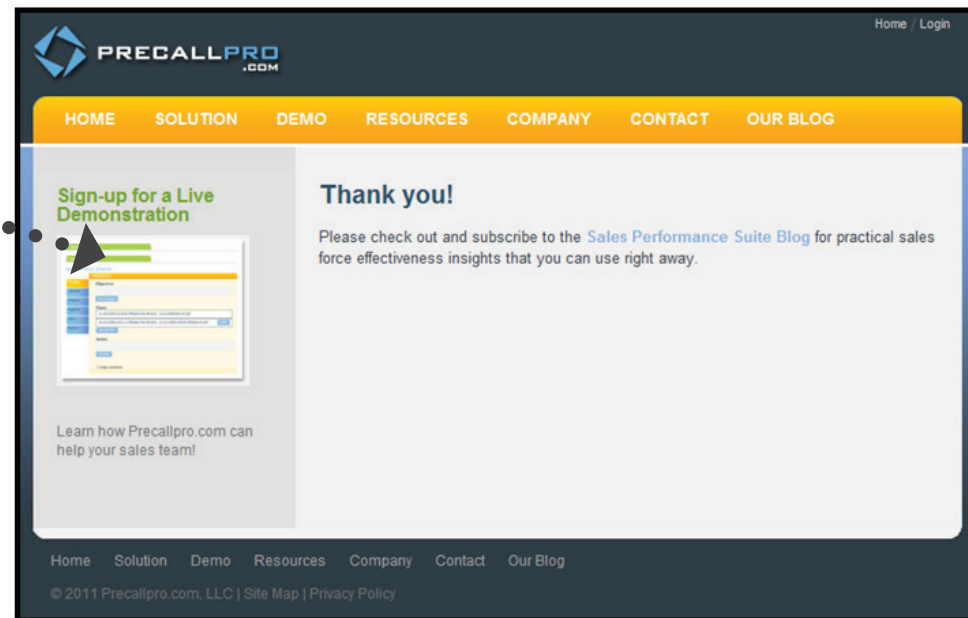 Home / Login
PRECALLPRO
.COM
HOME SOLUTION DEMO RESOURCES COMPANY CONTACT OUR BLOG
Sign-up for a Live
Demonstration
Learn how Precallpro.com can
help your sales team!
Thank you!
Please check out and subscribe to the Sales Performance Suite Blog for practical sales
force effectiveness insights that you can use right away.
Home Solution Demo Resources Company Contact Our Blog
© 2011 Precallpro.com, LLC | Site Map | Privacy Policy